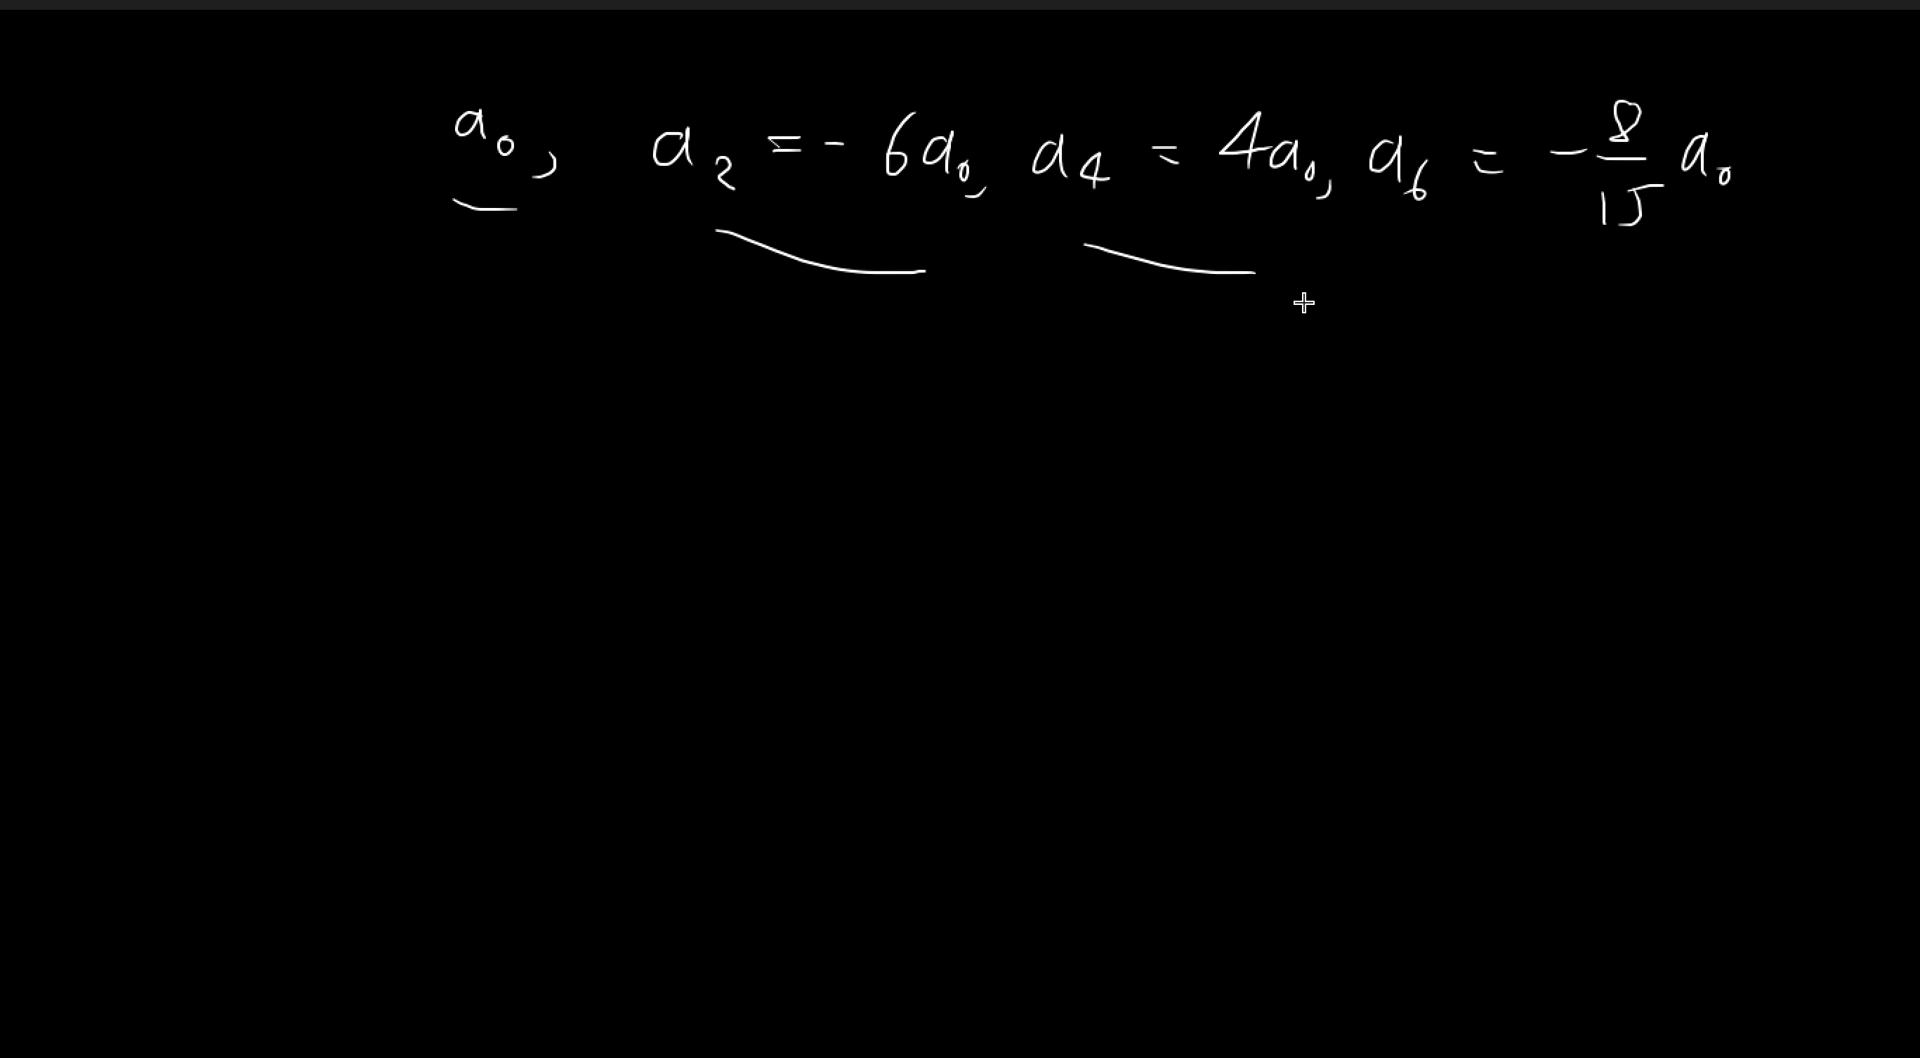 a₀, a₂ = - 6a₀, a₄ = 4a₀, a₆ = - 8/15 a₀